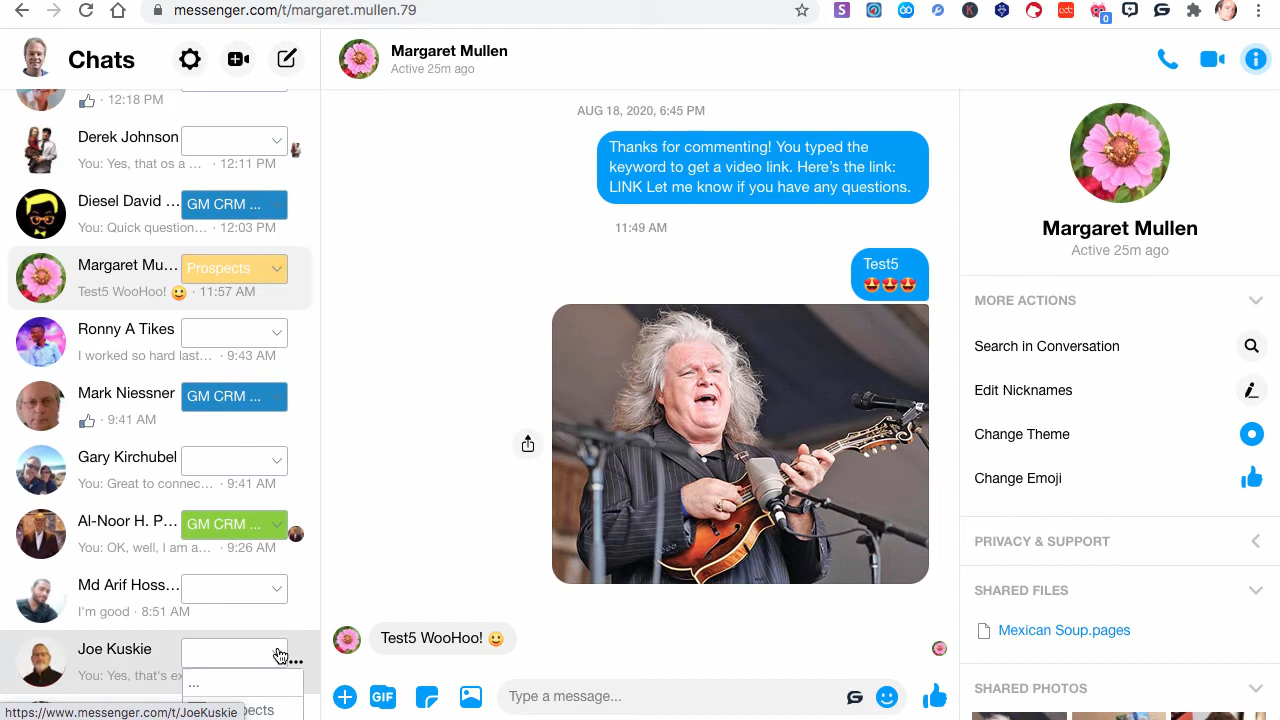 messenger.com/t/margaret.mullen.79
0
Chats
12:18 PM
Derek Johnson
You: Yes, that os a ... · 12:11 PM
Diesel David ...
GM CRM ...
You: Quick question... · 12:03 PM
Margaret Mu...
Prospects
Test5 WooHoo! 😀 · 11:57 AM
Ronny A Tikes
I worked so hard last... · 9:43 AM
Mark Niessner
GM CRM ...
· 9:41 AM
Gary Kirchubel
You: Great to connec... · 9:41 AM
Al-Noor H. P...
GM CRM ...
You: OK, well, I am a... · 9:26 AM
Md Arif Hoss...
I'm good · 8:51 AM
Joe Kuskie
You: Yes, that's ex
...
https://www.messenger.com/t/JoeKuskie
pects
Margaret Mullen
Active 25m ago
AUG 18, 2020, 6:45 PM
Thanks for commenting! You typed the
keyword to get a video link. Here's the link:
LINK Let me know if you have any questions.
11:49 AM
Test5
🤩🤩🤩
Test5 WooHoo! 😀
GIF
Type a message...
Margaret Mullen
Active 25m ago
MORE ACTIONS
Search in Conversation
Edit Nicknames
Change Theme
Change Emoji
PRIVACY & SUPPORT
SHARED FILES
Mexican Soup.pages
SHARED PHOTOS